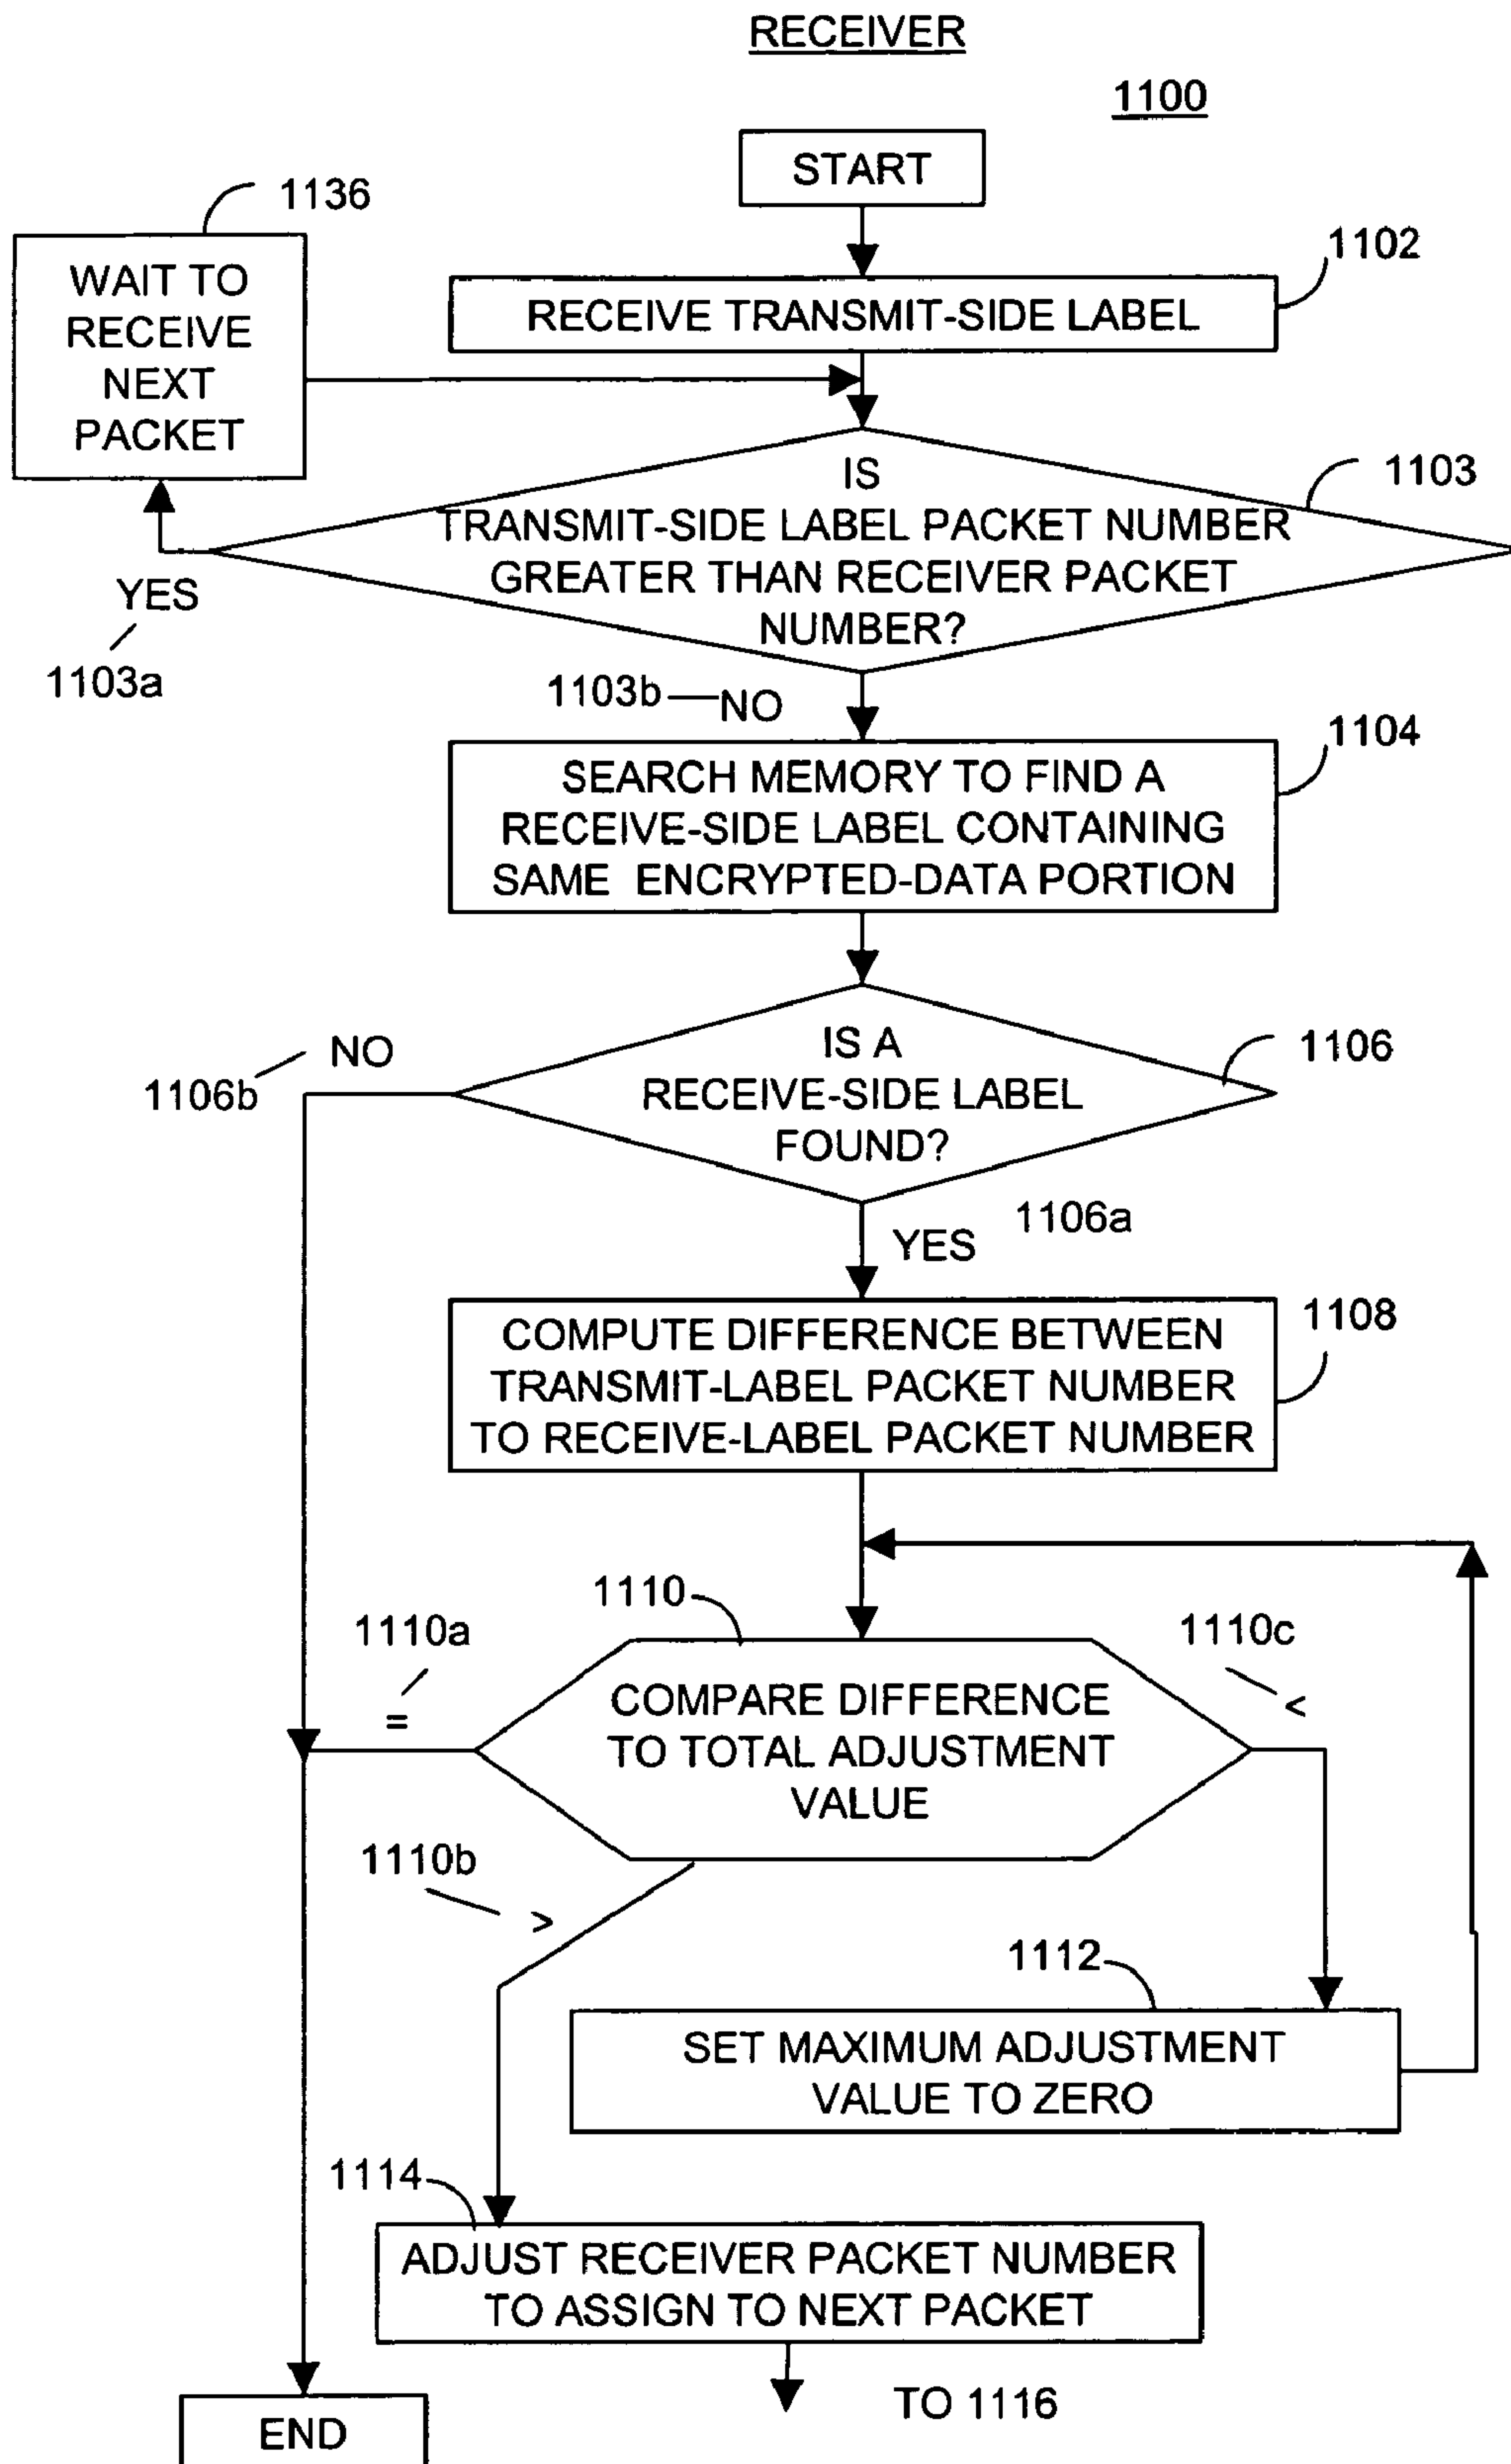 RECEIVER
1100
START
1136
WAIT TO
RECEIVE
NEXT
PACKET
1102
RECEIVE TRANSMIT-SIDE LABEL
1103
IS
TRANSMIT-SIDE LABEL PACKET NUMBER
GREATER THAN RECEIVER PACKET
NUMBER?
YES
1103a
1103b
NO
1104
SEARCH MEMORY TO FIND A
RECEIVE-SIDE LABEL CONTAINING
SAME ENCRYPTED-DATA PORTION
1106
IS A
RECEIVE-SIDE LABEL
FOUND?
NO
1106b
1106a
YES
1108
COMPUTE DIFFERENCE BETWEEN
TRANSMIT-LABEL PACKET NUMBER
TO RECEIVE-LABEL PACKET NUMBER
1110
1110a
=
1110c
<
COMPARE DIFFERENCE
TO TOTAL ADJUSTMENT
VALUE
1110b
>
1112
SET MAXIMUM ADJUSTMENT
VALUE TO ZERO
1114
ADJUST RECEIVER PACKET NUMBER
TO ASSIGN TO NEXT PACKET
TO 1116
END